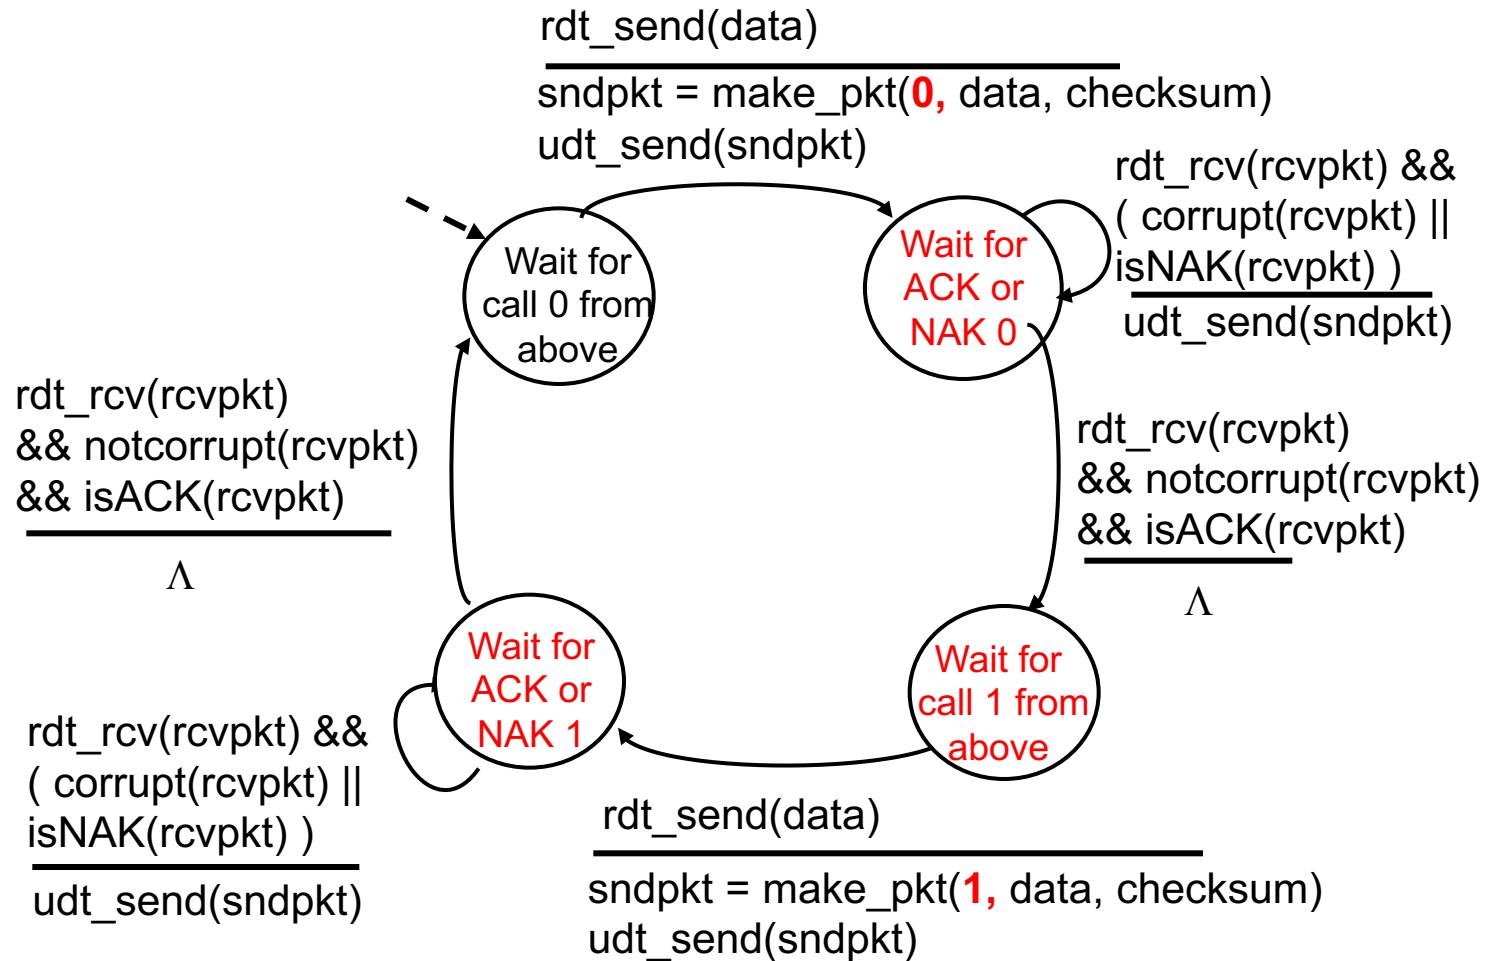 rdt_send(data)
sndpkt = make_pkt(0, data, checksum)
udt_send(sndpkt)
rdt_rcv(rcvpkt) &&
( corrupt(rcvpkt) ||
isNAK(rcvpkt) )
udt_send(sndpkt)
Wait for
call 0 from
above
Wait for
ACK or
NAK 0
rdt_rcv(rcvpkt)
&& notcorrupt(rcvpkt)
&& isACK(rcvpkt)
Λ
rdt_rcv(rcvpkt)
&& notcorrupt(rcvpkt)
&& isACK(rcvpkt)
Λ
Wait for
ACK or
NAK 1
Wait for
call 1 from
above
rdt_rcv(rcvpkt) &&
( corrupt(rcvpkt) ||
isNAK(rcvpkt) )
udt_send(sndpkt)
rdt_send(data)
sndpkt = make_pkt(1, data, checksum)
udt_send(sndpkt)